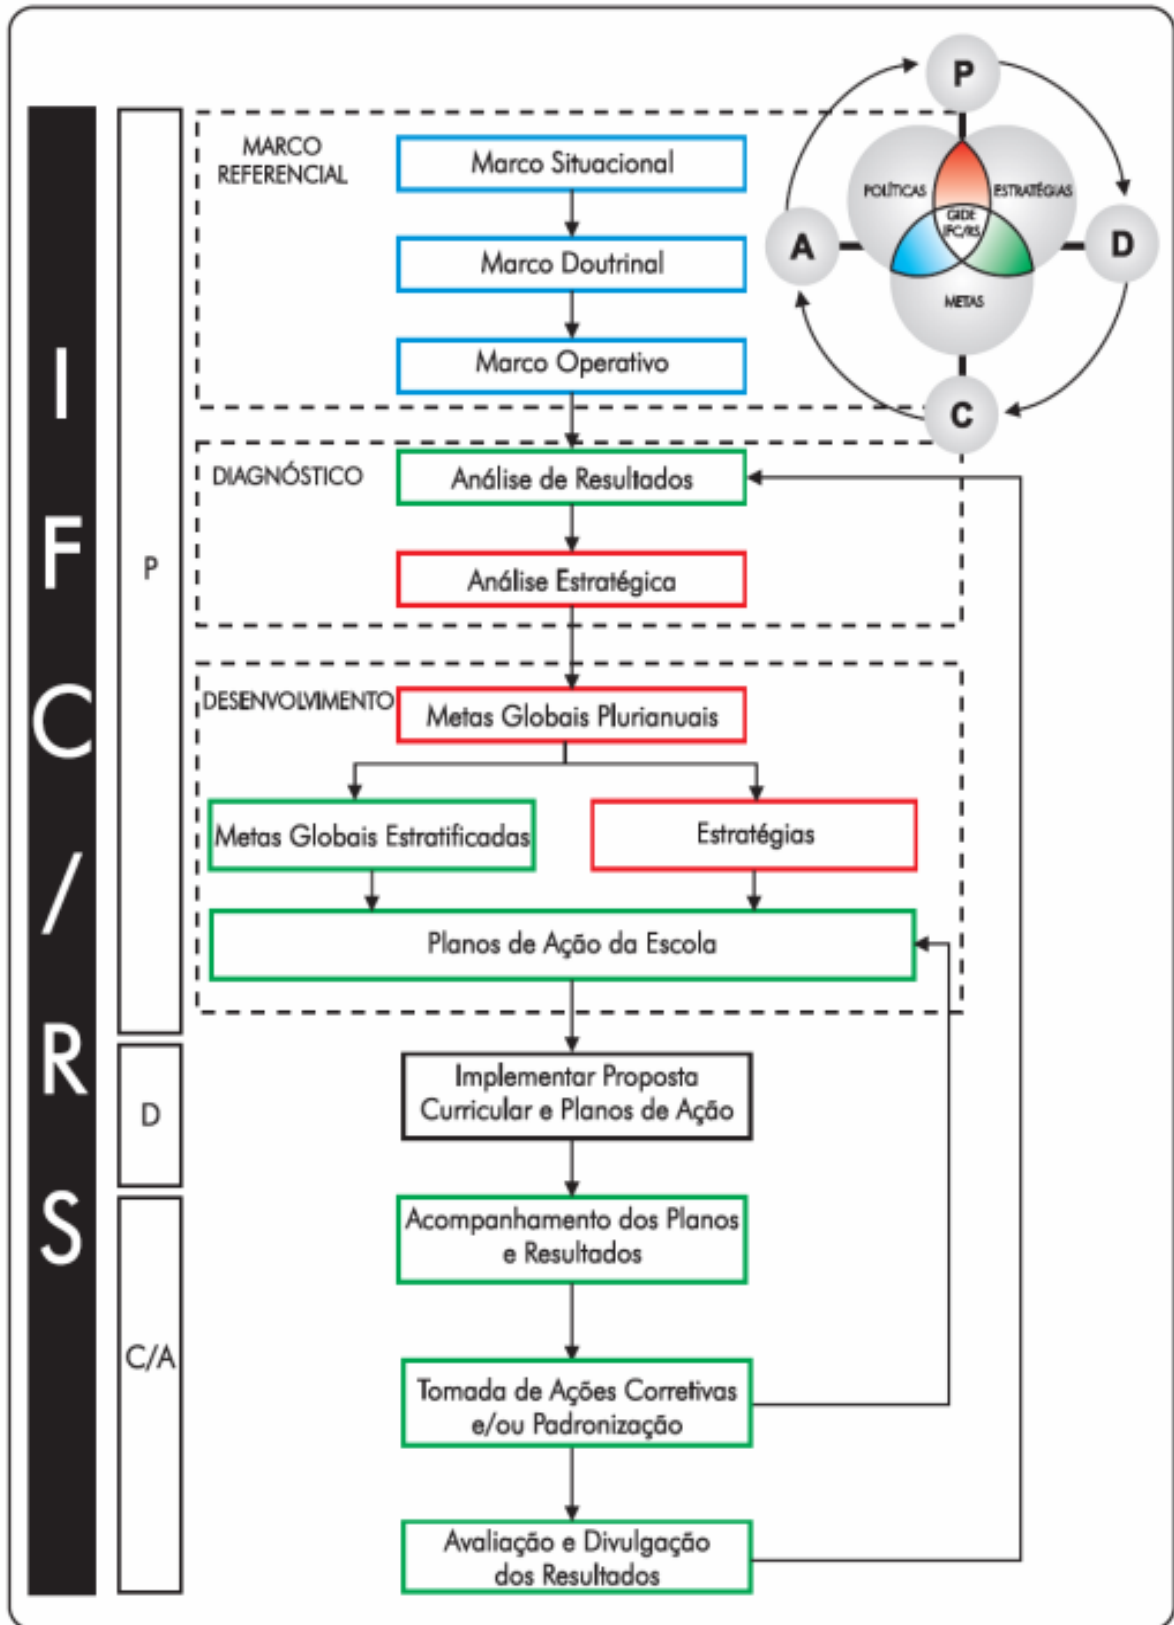 I
F
C
/
R
S
P
D
C/A
MARCO
REFERENCIAL
Marco Situacional
Marco Doutrinal
Marco Operativo
P
D
C
A
POLÍTICAS
ESTRATÉGIAS
GIDE
IFC/RS
METAS
DIAGNÓSTICO
Análise de Resultados
Análise Estratégica
DESENVOLVIMENTO
Metas Globais Plurianuais
Metas Globais Estratificadas
Estratégias
Planos de Ação da Escola
Implementar Proposta
Curricular e Planos de Ação
Acompanhamento dos Planos
e Resultados
Tomada de Ações Corretivas
e/ou Padronização
Avaliação e Divulgação
dos Resultados